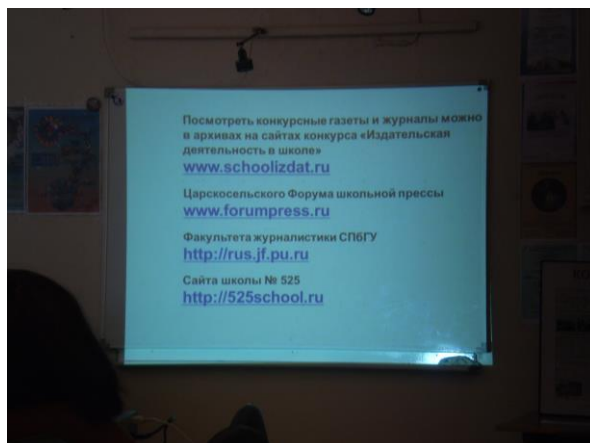 Посмотреть конкурсные газеты и журналы можно
в архивах на сайтах конкурса «Издательская
деятельность в школе»
www.schoolizdat.ru
Царскосельского Форума школьной прессы
www.forumpress.ru
Факультета журналистики СПбГУ
http://rus.jf.pu.ru
Сайта школы № 525
http://525school.ru